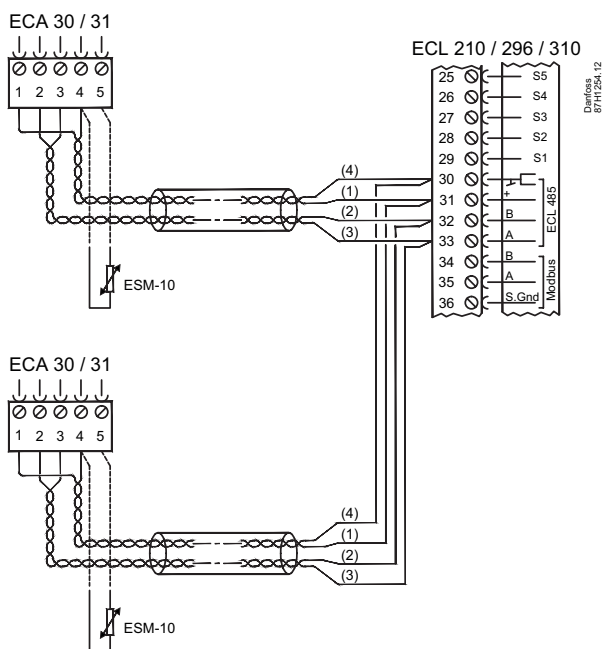 ECA 30 / 31
1 2 3 4 5
ESM-10
(4)
(1)
(2)
(3)
ECL 210 / 296 / 310
25 S5
26 S4
27 S3
28 S2
29 S1
30
31 +
32 B
33 A
34 B
35 A
36 S.Gnd
ECL 485
Modbus
Danfoss
87H1254.12
ECA 30 / 31
1 2 3 4 5
ESM-10
(4)
(1)
(2)
(3)